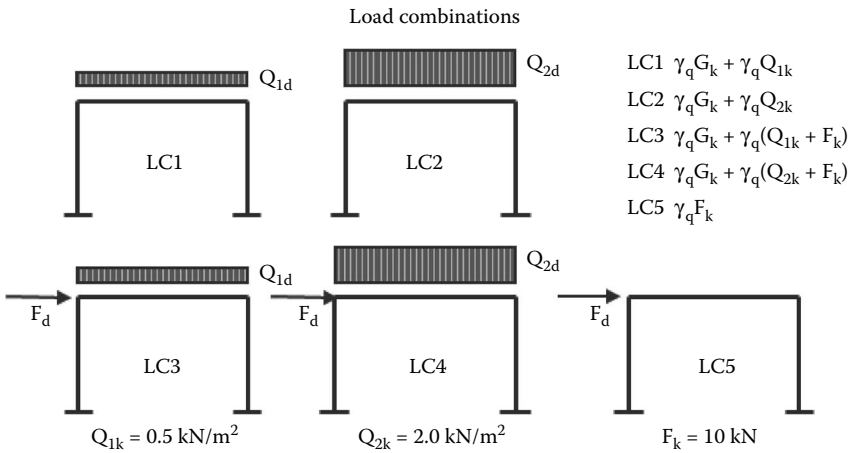 Load combinations
Q1d
LC1
Q2d
LC2
LC1 γqGk + γqQ1k
LC2 γqGk + γqQ2k
LC3 γqGk + γq(Q1k + Fk)
LC4 γqGk + γq(Q2k + Fk)
LC5 γqFk
Q1d
Fd
LC3
Q2d
Fd
LC4
Fd
LC5
Q1k = 0.5 kN/m²
Q2k = 2.0 kN/m²
Fk = 10 kN